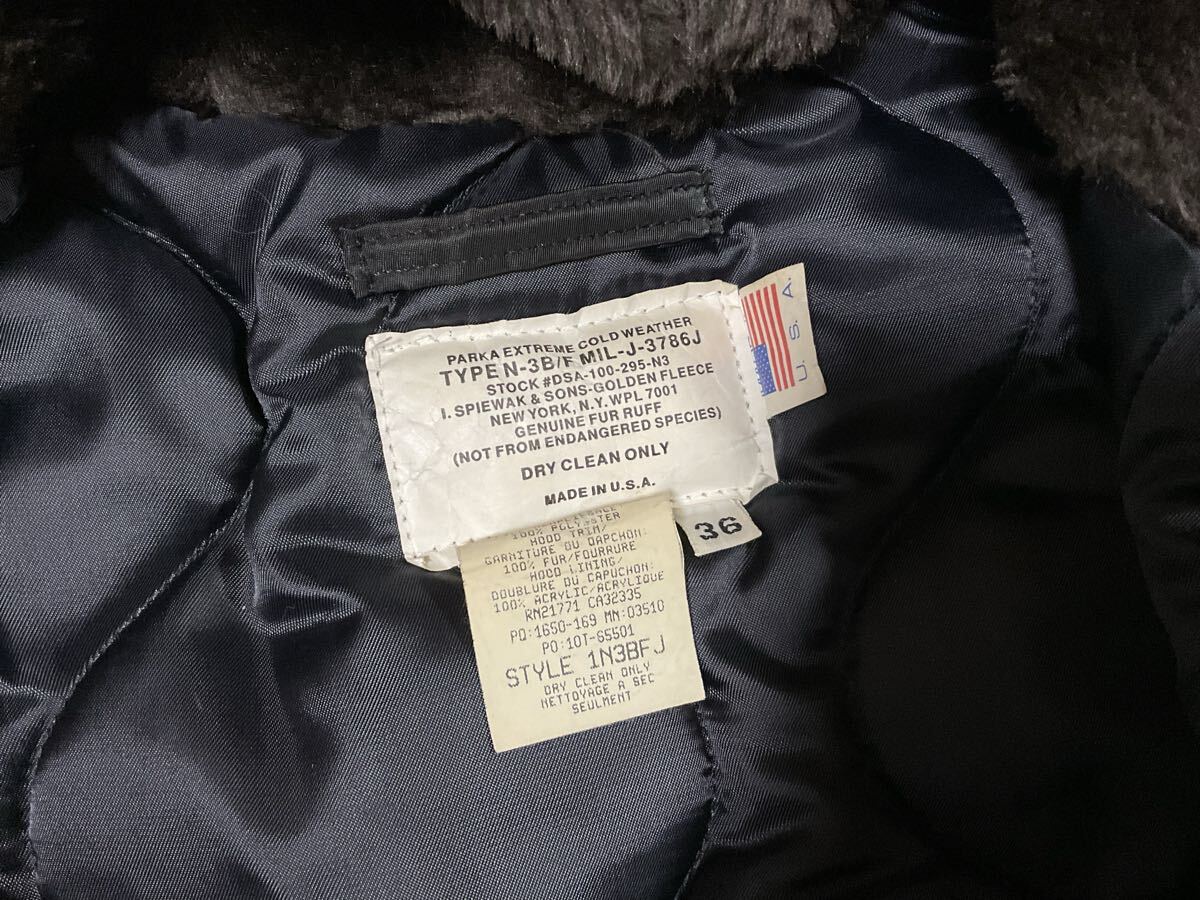 PARKA EXTREME COLD WEATHER
TYPE N-3B/F MIL-J-3786J
STOCK #DSA-100-295-N3
I. SPIEWAK & SONS-GOLDEN FLEECE
NEW YORK, N.Y. WPL 7001
GENUINE FUR RUFF
(NOT FROM ENDANGERED SPECIES)
DRY CLEAN ONLY
MADE IN U.S.A.
U. S. A.
36
100% POLYESTER
HOOD TRIM/
GARNITURE DU DAPCHON:
100% FUR/FOURRURE
HOOD LINING/
DOUBLURE DU CAPUCHON:
100% ACRYLIC/ACRYLIQUE
RN21771 CA32335
PO:1650-169 MN:03510
PO:10T-65501
STYLE 1N3BFJ
DRY CLEAN ONLY
NETTOYAGE A SEC
SEULMENT